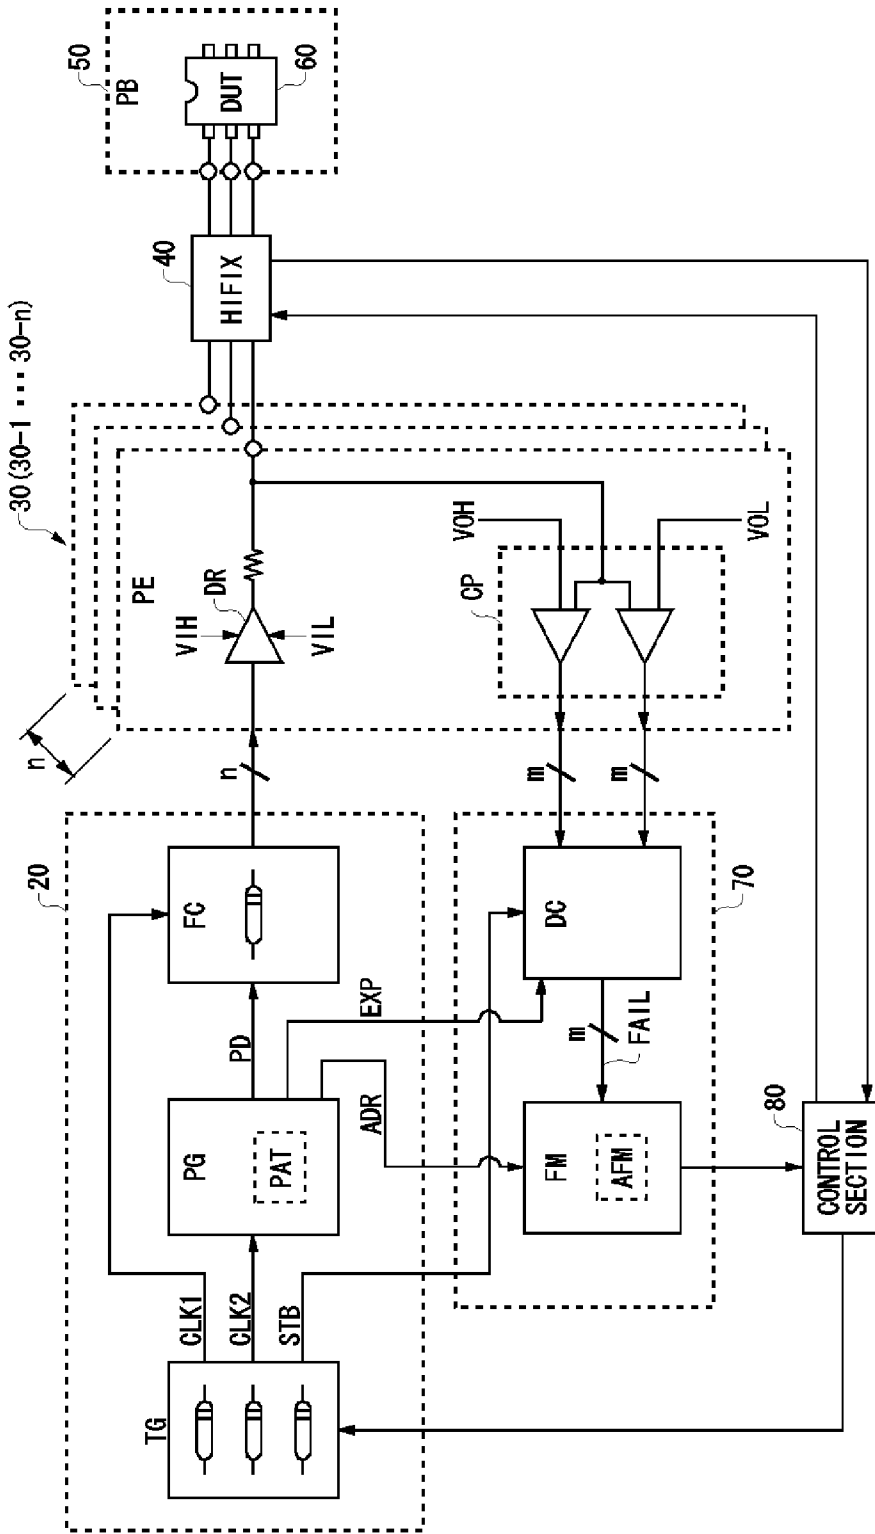 30(30-1 ▪▪▪ 30-n)
50
PB
DUT
60
40
HIFIX
n
PE
VIH
DR
VIL
VOH
CP
VOL
n
m
m
20
TG
CLK1
CLK2
STB
PG
PAT
PD
FC
EXP
ADR
70
DC
m
FAIL
FM
AFM
80
CONTROL
SECTION